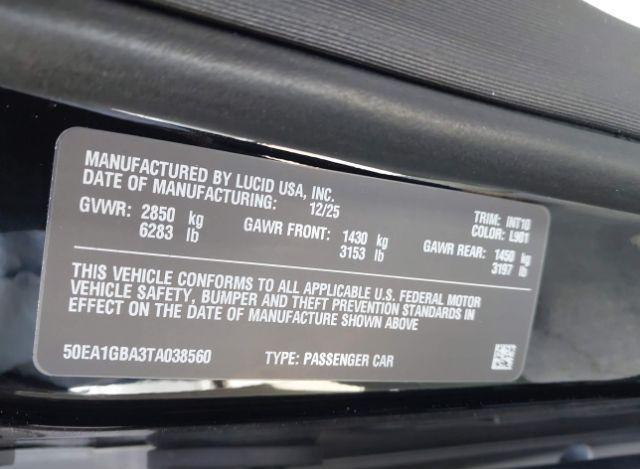 MANUFACTURED BY LUCID USA, INC.
DATE OF MANUFACTURING: 12/25
TRIM: INT10
COLOR: L901
GVWR: 2850 kg GAWR FRONT: 1430 kg GAWR REAR: 1450 kg
6283 lb 3153 lb 3197 lb
THIS VEHICLE CONFORMS TO ALL APPLICABLE U.S. FEDERAL MOTOR
VEHICLE SAFETY, BUMPER AND THEFT PREVENTION STANDARDS IN
EFFECT ON THE DATE OF MANUFACTURE SHOWN ABOVE
50EA1GBA3TA038560 TYPE: PASSENGER CAR